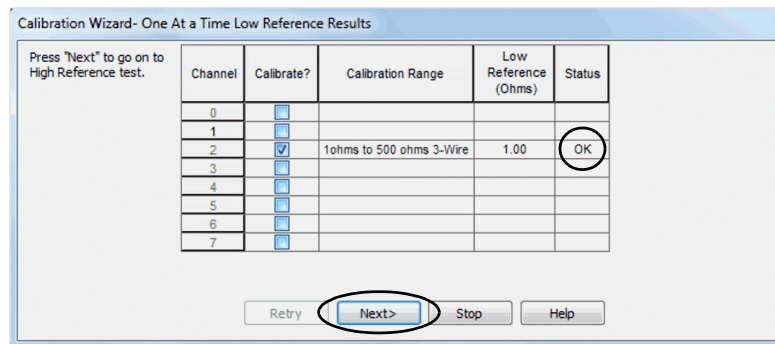 Calibration Wizard- One At a Time Low Reference Results
Press "Next" to go on to
High Reference test.
Channel Calibrate? Calibration Range Low Reference (Ohms) Status
0
1
2 1ohms to 500 ohms 3-Wire 1.00 OK
3
4
5
6
7
Retry Next> Stop Help